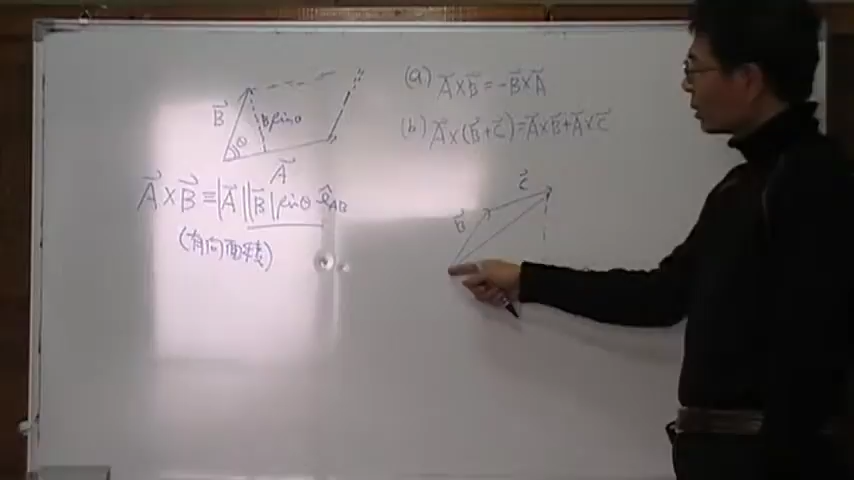 B⃗
θ
B sinθ
A⃗
A⃗×B⃗≡|A⃗||B⃗|sinθ ê_AB
(有向面積)
(a) A⃗×B⃗=-B⃗×A⃗
(b) A⃗×(B⃗+C⃗)=A⃗×B⃗+A⃗×C⃗
C⃗
B⃗